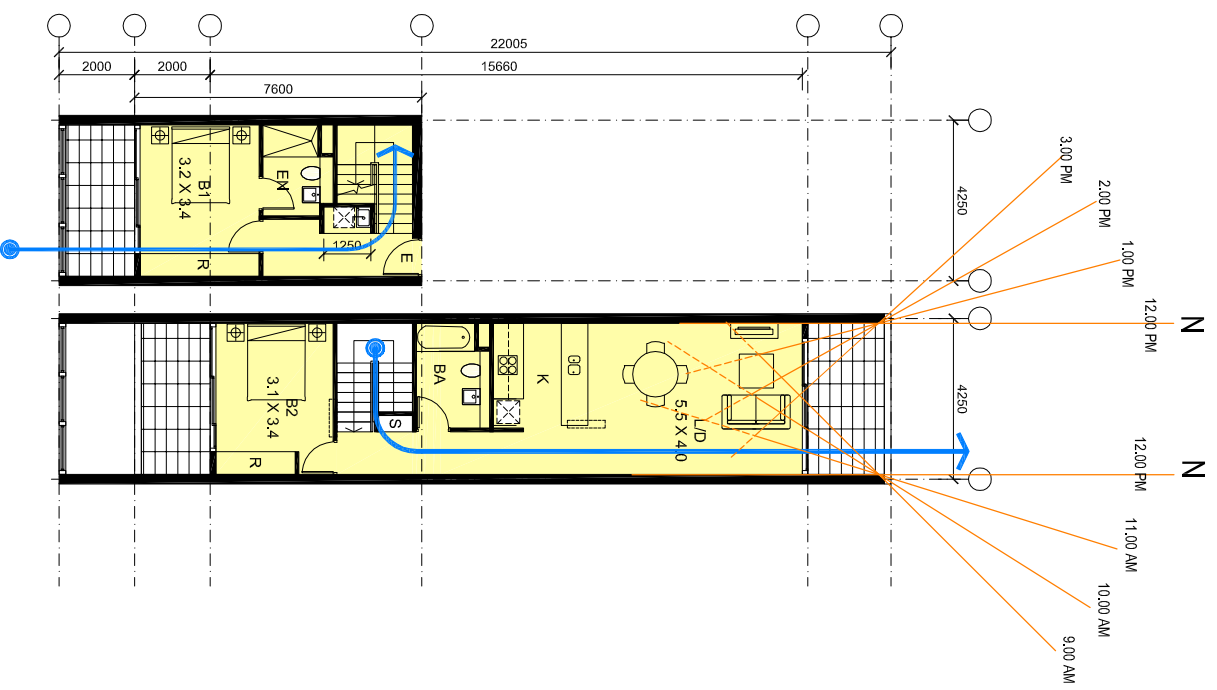 22005
2000
2000
15660
7600
4250
B1
3.2 X 3.4
EN
1250
E
R
4250
B2
3.1 X 3.4
BA
S
R
K
L/D
5.5 X 4.0
3.00 PM
2.00 PM
1.00 PM
12.00 PM
N
12.00 PM
N
11.00 AM
10.00 AM
9.00 AM